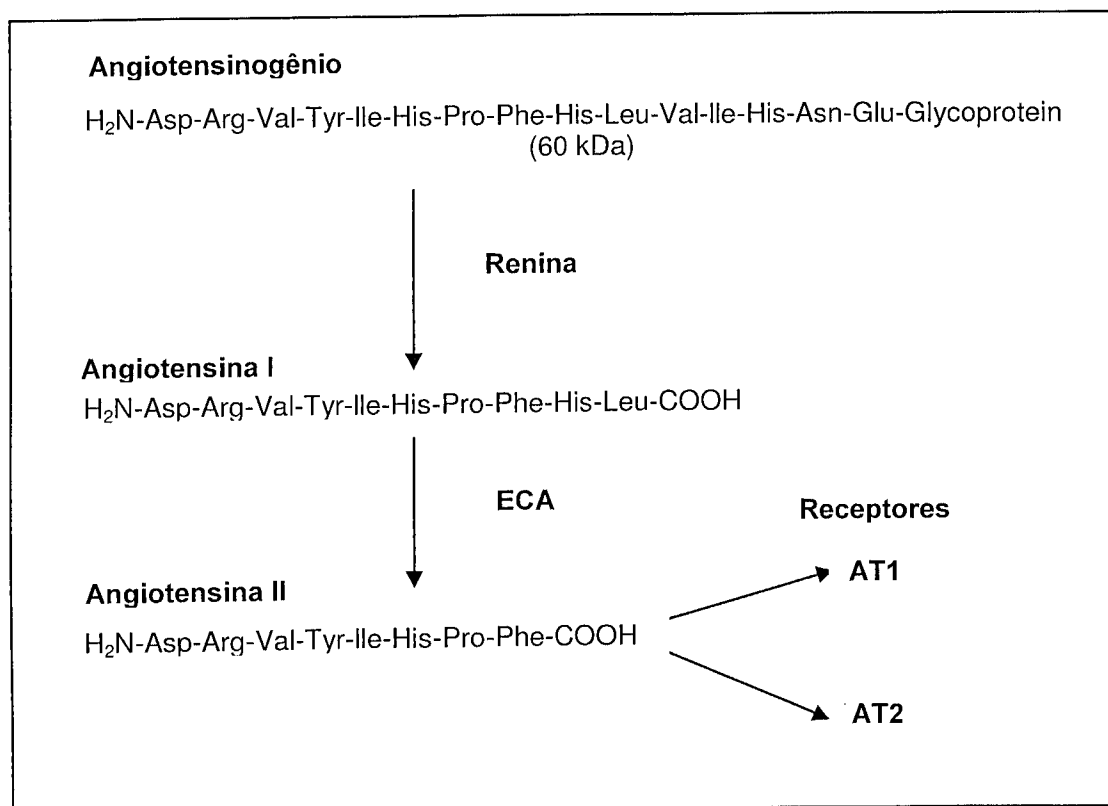 Angiotensinogênio
H₂N-Asp-Arg-Val-Tyr-Ile-His-Pro-Phe-His-Leu-Val-Ile-His-Asn-Glu-Glycoprotein
(60 kDa)
Renina
Angiotensina I
H₂N-Asp-Arg-Val-Tyr-Ile-His-Pro-Phe-His-Leu-COOH
ECA
Receptores
AT1
Angiotensina II
H₂N-Asp-Arg-Val-Tyr-Ile-His-Pro-Phe-COOH
AT2